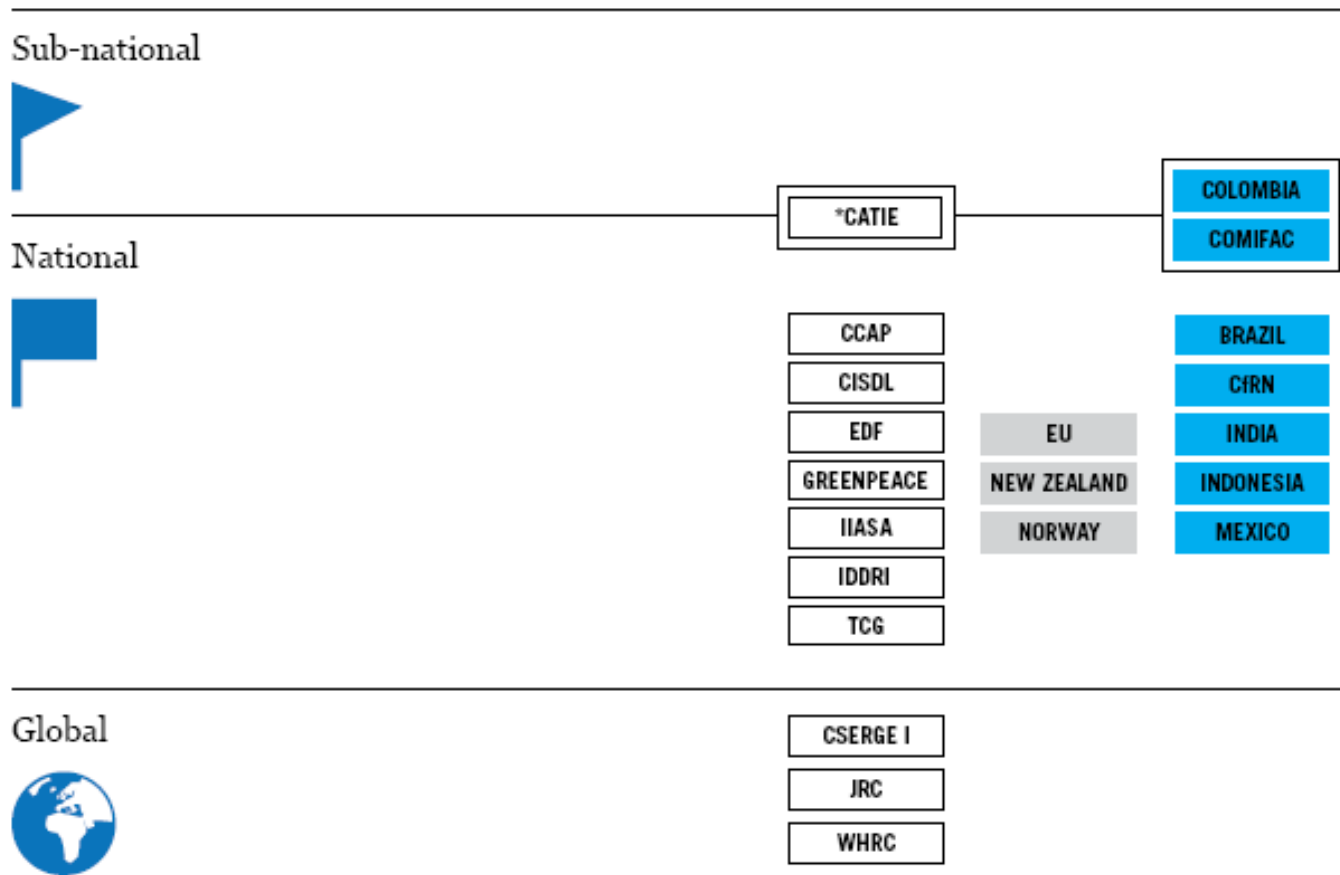 Sub-national
COLOMBIA
*CATIE
COMIFAC
National
CCAP
BRAZIL
CISDL
CfRN
EDF
EU
INDIA
GREENPEACE
NEW ZEALAND
INDONESIA
IIASA
NORWAY
MEXICO
IDDRI
TCG
Global
CSERGE I
JRC
WHRC